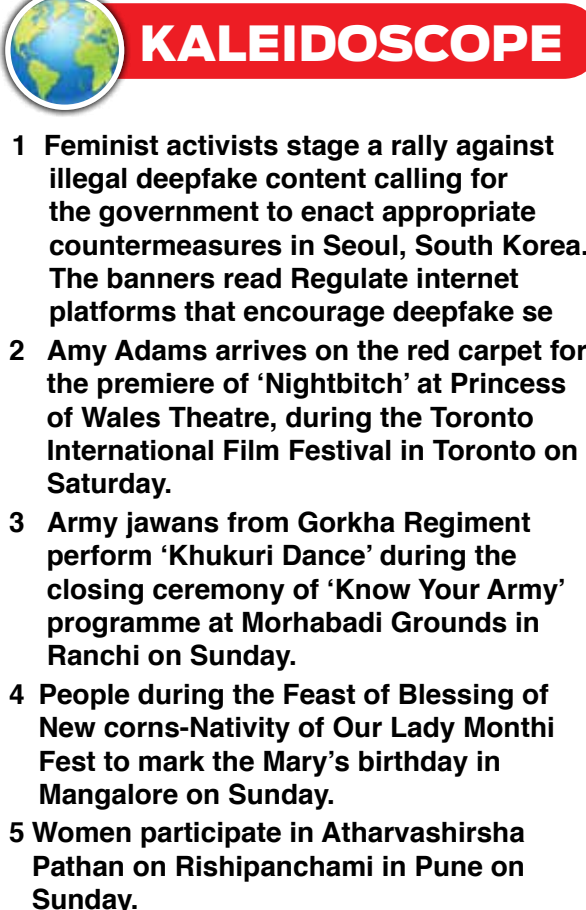 KALEIDOSCOPE
1 Feminist activists stage a rally against
illegal deepfake content calling for
the government to enact appropriate
countermeasures in Seoul, South Korea.
The banners read Regulate internet
platforms that encourage deepfake se
2 Amy Adams arrives on the red carpet for
the premiere of ‘Nightbitch’ at Princess
of Wales Theatre, during the Toronto
International Film Festival in Toronto on
Saturday.
3 Army jawans from Gorkha Regiment
perform ‘Khukuri Dance’ during the
closing ceremony of ‘Know Your Army’
programme at Morhabadi Grounds in
Ranchi on Sunday.
4 People during the Feast of Blessing of
New corns-Nativity of Our Lady Monthi
Fest to mark the Mary’s birthday in
Mangalore on Sunday.
5 Women participate in Atharvashirsha
Pathan on Rishipanchami in Pune on
Sunday.